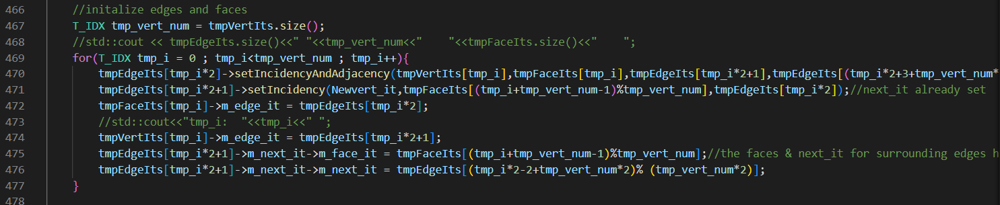 466 //initalize edges and faces
467 T_IDX tmp_vert_num = tmpVertIts.size();
468 //std::cout << tmpEdgeIts.size()<<" "<<tmp_vert_num<<"    "<<tmpFaceIts.size()<<"    ";
469 for(T_IDX tmp_i = 0 ; tmp_i<tmp_vert_num ; tmp_i++){
470 tmpEdgeIts[tmp_i*2]->setIncidencyAndAdjacency(tmpVertIts[tmp_i],tmpFaceIts[tmp_i],tmpEdgeIts[tmp_i*2+1],tmpEdgeIts[(tmp_i*2+3+tmp_vert_num*
471 tmpEdgeIts[tmp_i*2+1]->setIncidency(Newvert_it,tmpFaceIts[(tmp_i+tmp_vert_num-1)%tmp_vert_num],tmpEdgeIts[tmp_i*2]);//next_it already set
472 tmpFaceIts[tmp_i]->m_edge_it = tmpEdgeIts[tmp_i*2];
473 //std::cout<<"tmp_i:  "<<tmp_i<<" ";
474 tmpVertIts[tmp_i]->m_edge_it = tmpEdgeIts[tmp_i*2+1];
475 tmpEdgeIts[tmp_i*2+1]->m_next_it->m_face_it = tmpFaceIts[(tmp_i+tmp_vert_num-1)%tmp_vert_num];//the faces & next_it for surrounding edges h
476 tmpEdgeIts[tmp_i*2+1]->m_next_it->m_next_it = tmpEdgeIts[(tmp_i*2-2+tmp_vert_num*2)% (tmp_vert_num*2)];
477 }
478